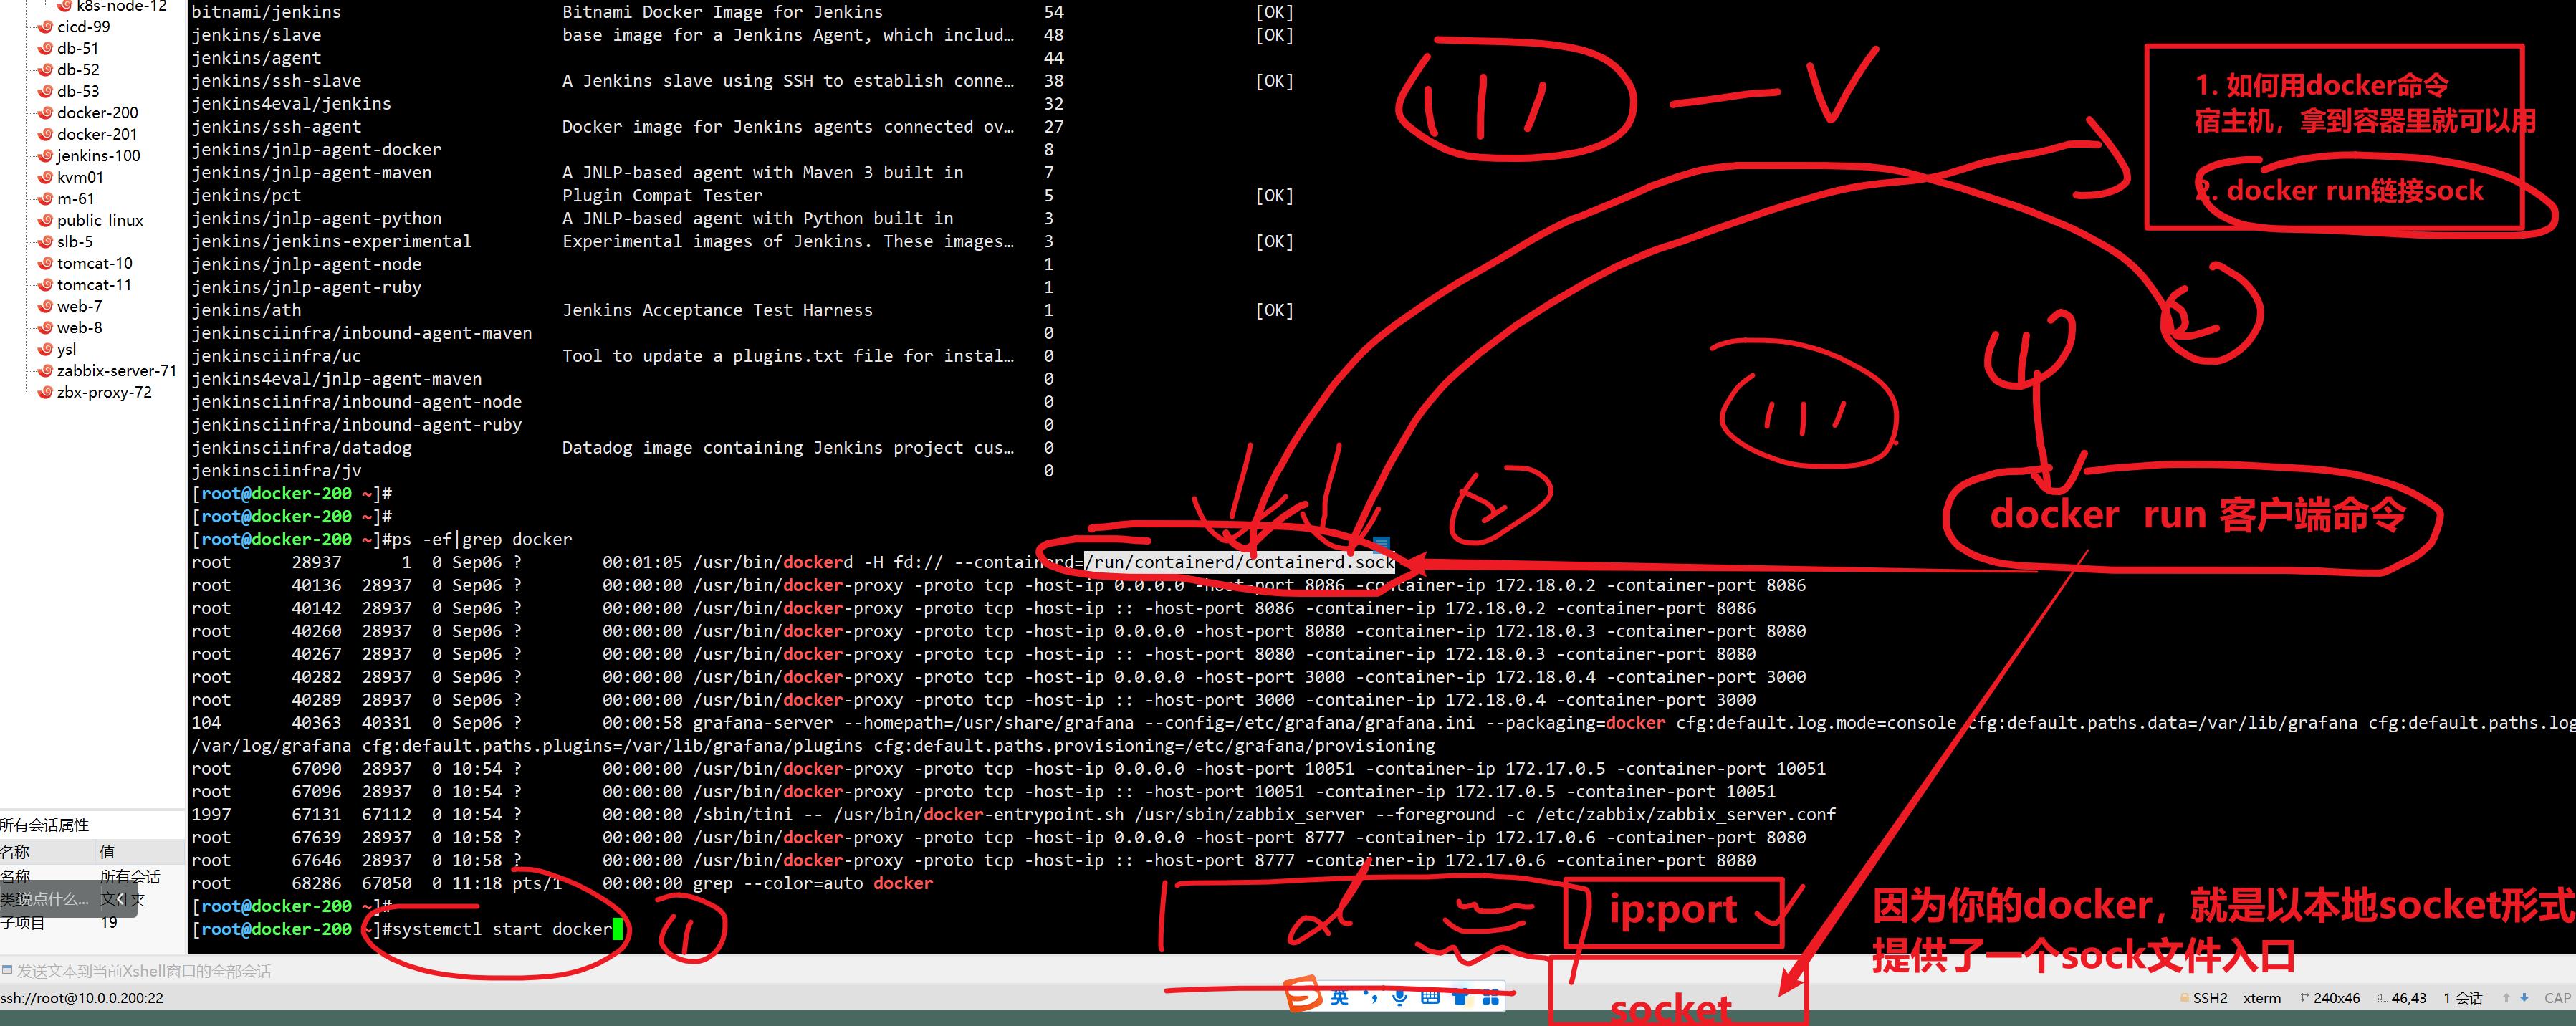 k8s-node-12
cicd-99
db-51
db-52
db-53
docker-200
docker-201
jenkins-100
kvm01
m-61
public_linux
slb-5
tomcat-10
tomcat-11
web-7
web-8
ysl
zabbix-server-71
zbx-proxy-72
所有会话属性
名称 值
名称 所有会话
说点什么... 文件夹
子项目 19
bitnami/jenkins Bitnami Docker Image for Jenkins 54 [OK]
jenkins/slave base image for a Jenkins Agent, which includ… 48 [OK]
jenkins/agent 44
jenkins/ssh-slave A Jenkins slave using SSH to establish conne… 38 [OK]
jenkins4eval/jenkins 32
jenkins/ssh-agent Docker image for Jenkins agents connected ov… 27
jenkins/jnlp-agent-docker 8
jenkins/jnlp-agent-maven A JNLP-based agent with Maven 3 built in 7
jenkins/pct Plugin Compat Tester 5 [OK]
jenkins/jnlp-agent-python A JNLP-based agent with Python built in 3
jenkins/jenkins-experimental Experimental images of Jenkins. These images… 3 [OK]
jenkins/jnlp-agent-node 1
jenkins/jnlp-agent-ruby 1
jenkins/ath Jenkins Acceptance Test Harness 1 [OK]
jenkinsciinfra/inbound-agent-maven 0
jenkinsciinfra/uc Tool to update a plugins.txt file for instal… 0
jenkins4eval/jnlp-agent-maven 0
jenkinsciinfra/inbound-agent-node 0
jenkinsciinfra/inbound-agent-ruby 0
jenkinsciinfra/datadog Datadog image containing Jenkins project cus… 0
jenkinsciinfra/jv 0
[root@docker-200 ~]#
[root@docker-200 ~]#
[root@docker-200 ~]#ps -ef|grep docker
root 28937 1 0 Sep06 ? 00:01:05 /usr/bin/dockerd -H fd:// --containerd=/run/containerd/containerd.sock
root 40136 28937 0 Sep06 ? 00:00:00 /usr/bin/docker-proxy -proto tcp -host-ip 0.0.0.0 -host-port 8086 -container-ip 172.18.0.2 -container-port 8086
root 40142 28937 0 Sep06 ? 00:00:00 /usr/bin/docker-proxy -proto tcp -host-ip :: -host-port 8086 -container-ip 172.18.0.2 -container-port 8086
root 40260 28937 0 Sep06 ? 00:00:00 /usr/bin/docker-proxy -proto tcp -host-ip 0.0.0.0 -host-port 8080 -container-ip 172.18.0.3 -container-port 8080
root 40267 28937 0 Sep06 ? 00:00:00 /usr/bin/docker-proxy -proto tcp -host-ip :: -host-port 8080 -container-ip 172.18.0.3 -container-port 8080
root 40282 28937 0 Sep06 ? 00:00:00 /usr/bin/docker-proxy -proto tcp -host-ip 0.0.0.0 -host-port 3000 -container-ip 172.18.0.4 -container-port 3000
root 40289 28937 0 Sep06 ? 00:00:00 /usr/bin/docker-proxy -proto tcp -host-ip :: -host-port 3000 -container-ip 172.18.0.4 -container-port 3000
104 40363 40331 0 Sep06 ? 00:00:58 grafana-server --homepath=/usr/share/grafana --config=/etc/grafana/grafana.ini --packaging=docker cfg:default.log.mode=console cfg:default.paths.data=/var/lib/grafana cfg:default.paths.log
/var/log/grafana cfg:default.paths.plugins=/var/lib/grafana/plugins cfg:default.paths.provisioning=/etc/grafana/provisioning
root 67090 28937 0 10:54 ? 00:00:00 /usr/bin/docker-proxy -proto tcp -host-ip 0.0.0.0 -host-port 10051 -container-ip 172.17.0.5 -container-port 10051
root 67096 28937 0 10:54 ? 00:00:00 /usr/bin/docker-proxy -proto tcp -host-ip :: -host-port 10051 -container-ip 172.17.0.5 -container-port 10051
1997 67131 67112 0 10:54 ? 00:00:00 /sbin/tini -- /usr/bin/docker-entrypoint.sh /usr/sbin/zabbix_server --foreground -c /etc/zabbix/zabbix_server.conf
root 67639 28937 0 10:58 ? 00:00:00 /usr/bin/docker-proxy -proto tcp -host-ip 0.0.0.0 -host-port 8777 -container-ip 172.17.0.6 -container-port 8080
root 67646 28937 0 10:58 ? 00:00:00 /usr/bin/docker-proxy -proto tcp -host-ip :: -host-port 8777 -container-ip 172.17.0.6 -container-port 8080
root 68286 67050 0 11:18 pts/1 00:00:00 grep --color=auto docker
[root@docker-200 ~]#
[root@docker-200 ~]#systemctl start docker
1. 如何用docker命令
宿主机，拿到容器里就可以用
2. docker run链接sock
docker run 客户端命令
ip:port
因为你的docker，就是以本地socket形式
提供了一个sock文件入口
socket
发送文本到当前Xshell窗口的全部会话
英
ssh://root@10.0.0.200:22 SSH2 xterm 240x46 46,43 1 会话 CAP